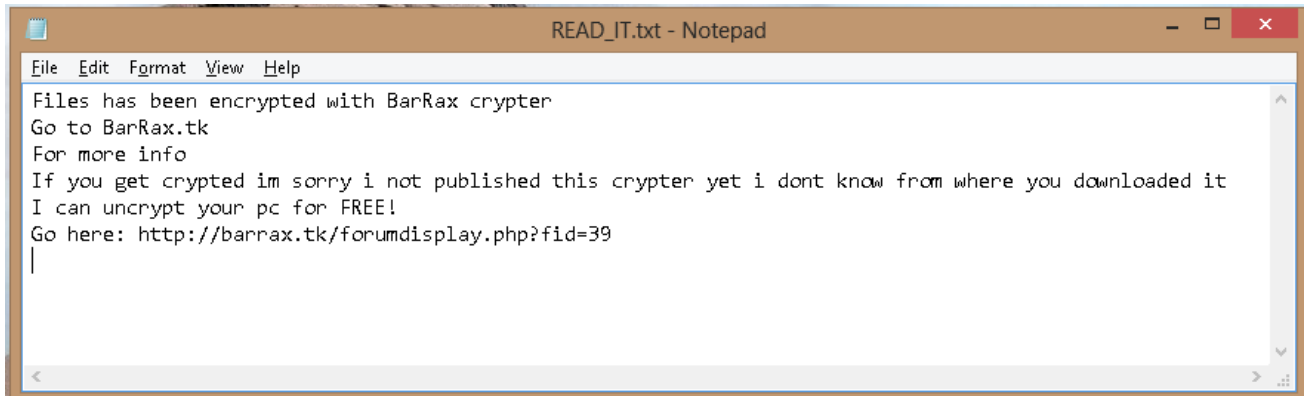 READ_IT.txt - Notepad
File Edit Format View Help
Files has been encrypted with BarRax crypter
Go to BarRax.tk
For more info
If you get crypted im sorry i not published this crypter yet i dont know from where you downloaded it
I can uncrypt your pc for FREE!
Go here: http://barrax.tk/forumdisplay.php?fid=39